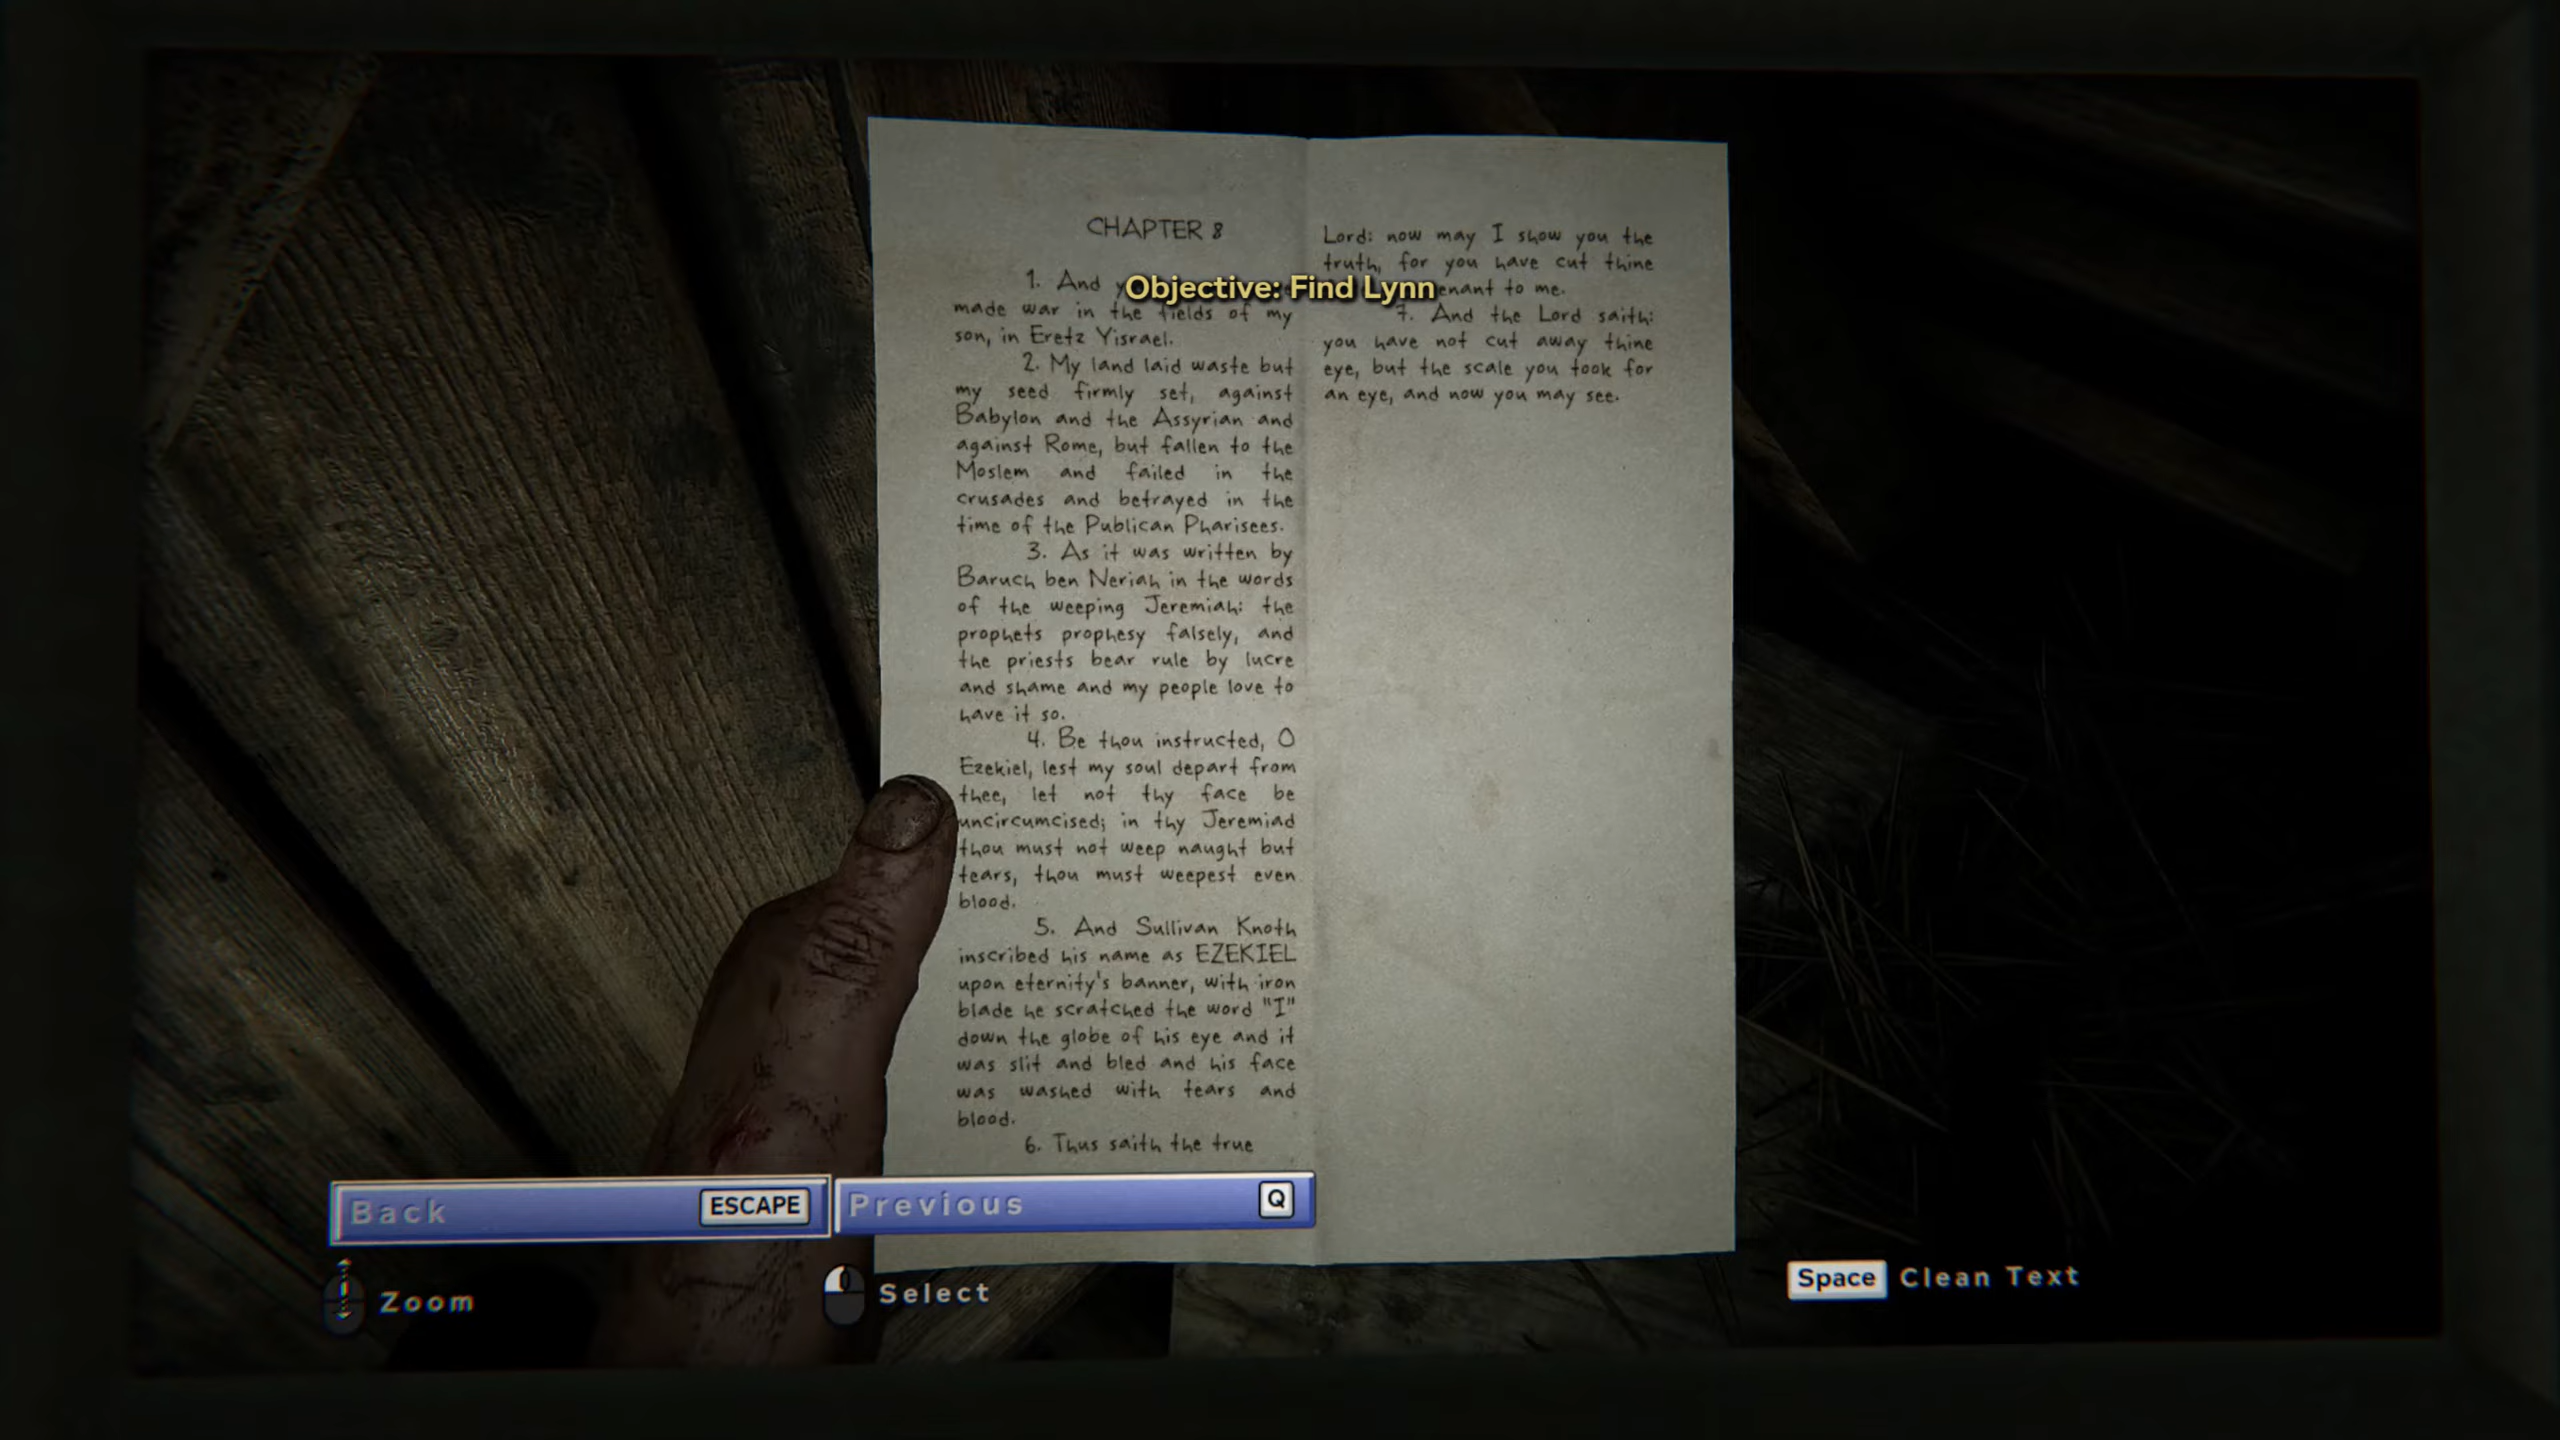 CHAPTER 8
1. And
made war in the fields of my
son, in Eretz Yisrael.
2. My land laid waste but
my seed firmly set, against
Babylon and the Assyrian and
against Rome, but fallen to the
Moslem and failed in the
crusades and betrayed in the
time of the Publican Pharisees.
3. As it was written by
Baruch ben Neriah in the words
of the weeping Jeremiah: the
prophets prophesy falsely, and
the priests bear rule by lucre
and shame and my people love to
have it so.
4. Be thou instructed, O
Ezekiel, lest my soul depart from
thee, let not thy face be
uncircumcised; in thy Jeremiad
thou must not weep naught but
tears, thou must weepest even
blood.
5. And Sullivan Knoth
inscribed his name as EZEKIEL
upon eternity's banner, with iron
blade he scratched the word "I"
down the globe of his eye and it
was slit and bled and his face
was washed with tears and
blood.
6. Thus saith the true
Lord: now may I show you the
truth, for you have cut thine
to me.
7. And the Lord saith:
you have not cut away thine
eye, but the scale you took for
an eye, and now you may see.
Objective: Find Lynn
Back ESCAPE
Previous Q
Zoom
Select
Space Clean Text